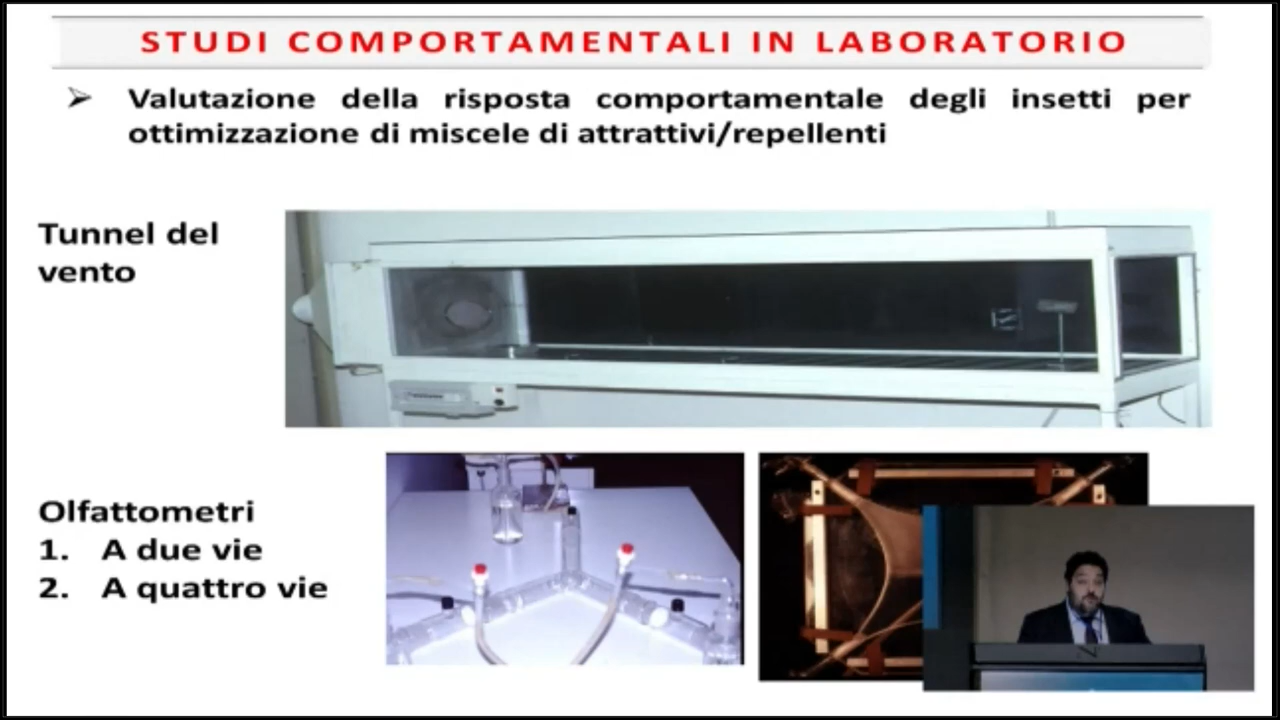 STUDI COMPORTAMENTALI IN LABORATORIO
➢ Valutazione della risposta comportamentale degli insetti per
ottimizzazione di miscele di attrattivi/repellenti
Tunnel del
vento
Olfattometri
1. A due vie
2. A quattro vie